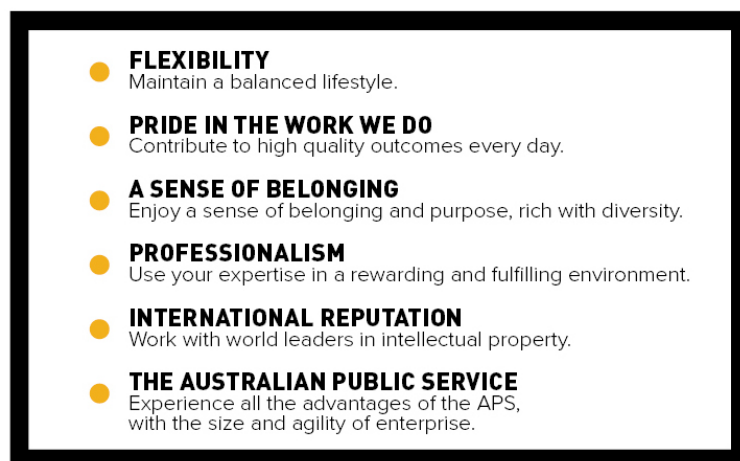 FLEXIBILITY
Maintain a balanced lifestyle.
PRIDE IN THE WORK WE DO
Contribute to high quality outcomes every day.
A SENSE OF BELONGING
Enjoy a sense of belonging and purpose, rich with diversity.
PROFESSIONALISM
Use your expertise in a rewarding and fulfilling environment.
INTERNATIONAL REPUTATION
Work with world leaders in intellectual property.
THE AUSTRALIAN PUBLIC SERVICE
Experience all the advantages of the APS,
with the size and agility of enterprise.